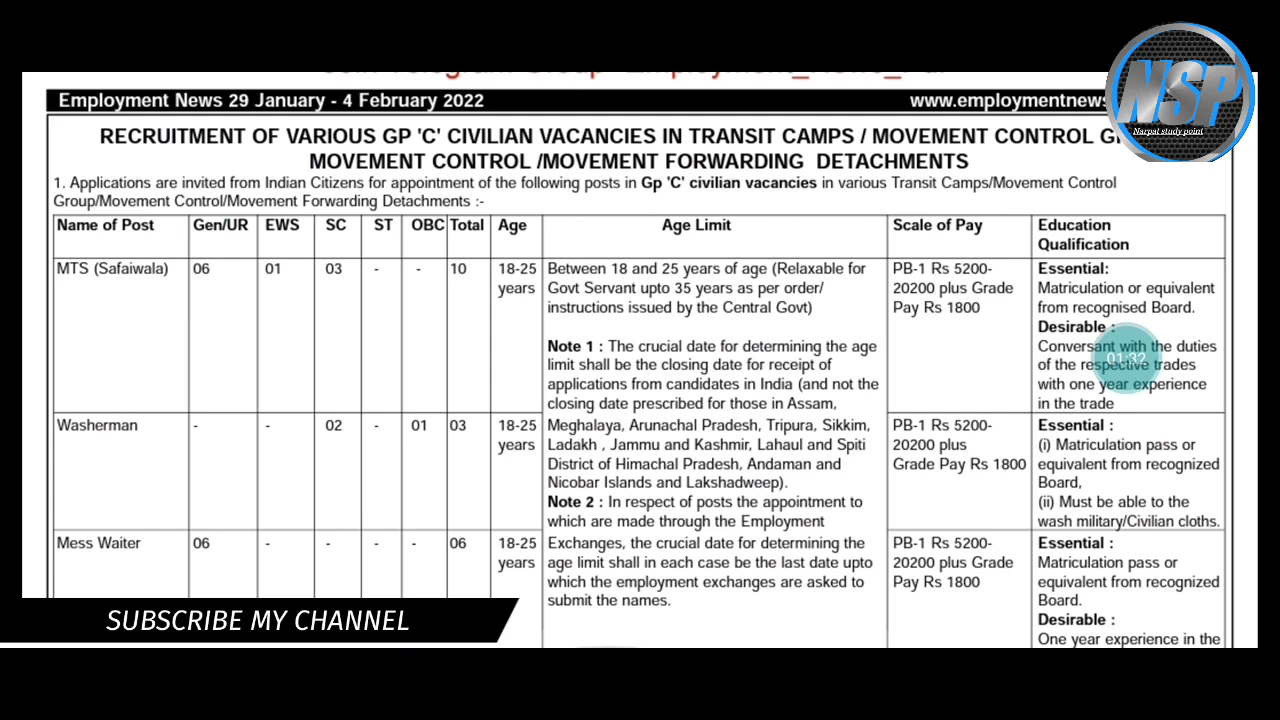 Employment News 29 January - 4 February 2022 www.employmentnews
NSP
Narpal study point
RECRUITMENT OF VARIOUS GP 'C' CIVILIAN VACANCIES IN TRANSIT CAMPS / MOVEMENT CONTROL
MOVEMENT CONTROL /MOVEMENT FORWARDING DETACHMENTS
1. Applications are invited from Indian Citizens for appointment of the following posts in Gp 'C' civilian vacancies in various Transit Camps/Movement Control
Group/Movement Control/Movement Forwarding Detachments :-
Name of Post Gen/UR EWS SC ST OBC Total Age Age Limit Scale of Pay Education
Qualification
MTS (Safaiwala) 06 01 03 - - 10 18-25 Between 18 and 25 years of age (Relaxable for PB-1 Rs 5200- Essential:
years Govt Servant upto 35 years as per order/ 20200 plus Grade Matriculation or equivalent
instructions issued by the Central Govt) Pay Rs 1800 from recognised Board.
Desirable :
Note 1 : The crucial date for determining the age Conversant with the duties
limit shall be the closing date for receipt of of the respective trades
01:32
applications from candidates in India (and not the with one year experience
closing date prescribed for those in Assam, in the trade
Washerman - - 02 - 01 03 18-25 Meghalaya, Arunachal Pradesh, Tripura, Sikkim, PB-1 Rs 5200- Essential :
years Ladakh , Jammu and Kashmir, Lahaul and Spiti 20200 plus (i) Matriculation pass or
District of Himachal Pradesh, Andaman and Grade Pay Rs 1800 equivalent from recognized
Nicobar Islands and Lakshadweep). Board,
Note 2 : In respect of posts the appointment to (ii) Must be able to the
which are made through the Employment wash military/Civilian cloths.
Mess Waiter 06 - - - - 06 18-25 Exchanges, the crucial date for determining the PB-1 Rs 5200- Essential :
years age limit shall in each case be the last date upto 20200 plus Grade Matriculation pass or
which the employment exchanges are asked to Pay Rs 1800 equivalent from recognized
submit the names. Board.
Desirable :
One year experience in the
SUBSCRIBE MY CHANNEL